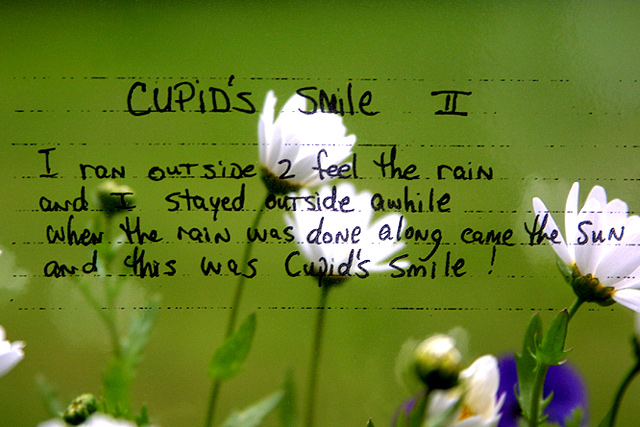 CUPiD'S SMile II
I ran outside 2 feel the rain
and I stayed outside awhile
when the rain was done along came the SUN
and this was Cupid's Smile !